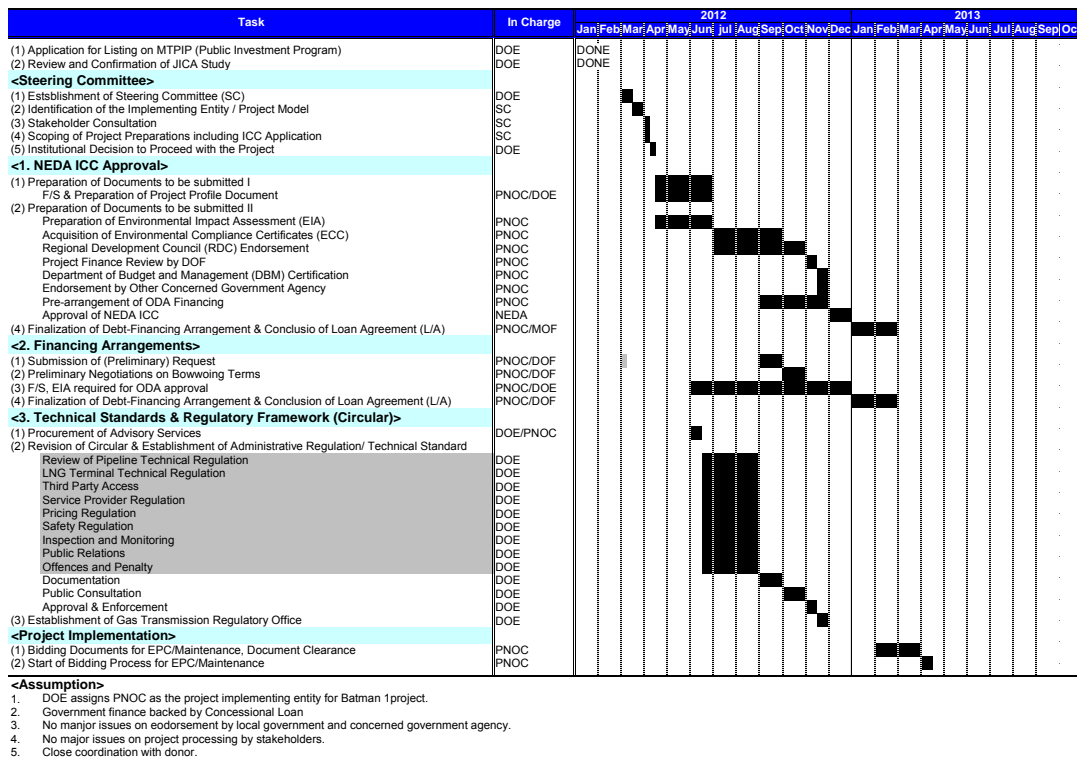 Task In Charge 2012 2013
Jan Feb Mar Apr May Jun jul Aug Sep Oct Nov Dec Jan Feb Mar Apr May Jun Jul Aug Sep Oc
(1) Application for Listing on MTPIP (Public Investment Program) DOE DONE
(2) Review and Confirmation of JICA Study DOE DONE
<Steering Committee>
(1) Estsblishment of Steering Committee (SC) DOE
(2) Identification of the Implementing Entity / Project Model SC
(3) Stakeholder Consultation SC
(4) Scoping of Project Preparations including ICC Application SC
(5) Institutional Decision to Proceed with the Project DOE
<1. NEDA ICC Approval>
(1) Preparation of Documents to be submitted I
F/S & Preparation of Project Profile Document PNOC/DOE
(2) Preparation of Documents to be submitted II
Preparation of Environmental Impact Assessment (EIA) PNOC
Acquisition of Environmental Compliance Certificates (ECC) PNOC
Regional Development Council (RDC) Endorsement PNOC
Project Finance Review by DOF PNOC
Department of Budget and Management (DBM) Certification PNOC
Endorsement by Other Concerned Government Agency PNOC
Pre-arrangement of ODA Financing PNOC
Approval of NEDA ICC NEDA
(4) Finalization of Debt-Financing Arrangement & Conclusio of Loan Agreement (L/A) PNOC/MOF
<2. Financing Arrangements>
(1) Submission of (Preliminary) Request PNOC/DOF
(2) Preliminary Negotiations on Bowwoing Terms PNOC/DOF
(3) F/S, EIA required for ODA approval PNOC/DOE
(4) Finalization of Debt-Financing Arrangement & Conclusion of Loan Agreement (L/A) PNOC/DOF
<3. Technical Standards & Regulatory Framework (Circular)>
(1) Procurement of Advisory Services DOE/PNOC
(2) Revision of Circular & Establishment of Administrative Regulation/ Technical Standard
Review of Pipeline Technical Regulation DOE
LNG Terminal Technical Regulation DOE
Third Party Access DOE
Service Provider Regulation DOE
Pricing Regulation DOE
Safety Regulation DOE
Inspection and Monitoring DOE
Public Relations DOE
Offences and Penalty DOE
Documentation DOE
Public Consultation DOE
Approval & Enforcement DOE
(3) Establishment of Gas Transmission Regulatory Office DOE
<Project Implementation>
(1) Bidding Documents for EPC/Maintenance, Document Clearance PNOC
(2) Start of Bidding Process for EPC/Maintenance PNOC
<Assumption>
1. DOE assigns PNOC as the project implementing entity for Batman 1project.
2. Government finance backed by Concessional Loan
3. No manjor issues on eodorsement by local government and concerned government agency.
4. No major issues on project processing by stakeholders.
5. Close coordination with donor.